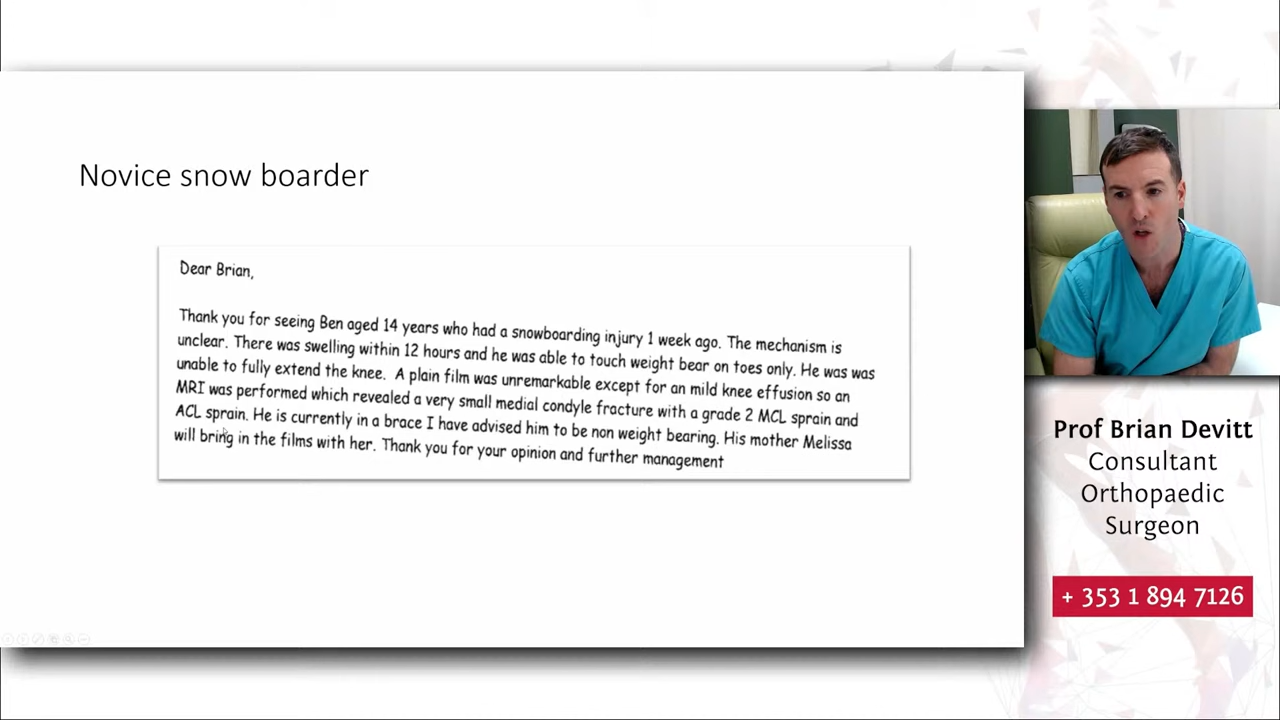 Novice snow boarder
Dear Brian,
Thank you for seeing Ben aged 14 years who had a snowboarding injury 1 week ago. The mechanism is
unclear. There was swelling within 12 hours and he was able to touch weight bear on toes only. He was was
unable to fully extend the knee. A plain film was unremarkable except for an mild knee effusion so an
MRI was performed which revealed a very small medial condyle fracture with a grade 2 MCL sprain and
ACL sprain. He is currently in a brace I have advised him to be non weight bearing. His mother Melissa
will bring in the films with her. Thank you for your opinion and further management
Prof Brian Devitt
Consultant
Orthopaedic
Surgeon
+ 353 1 894 7126